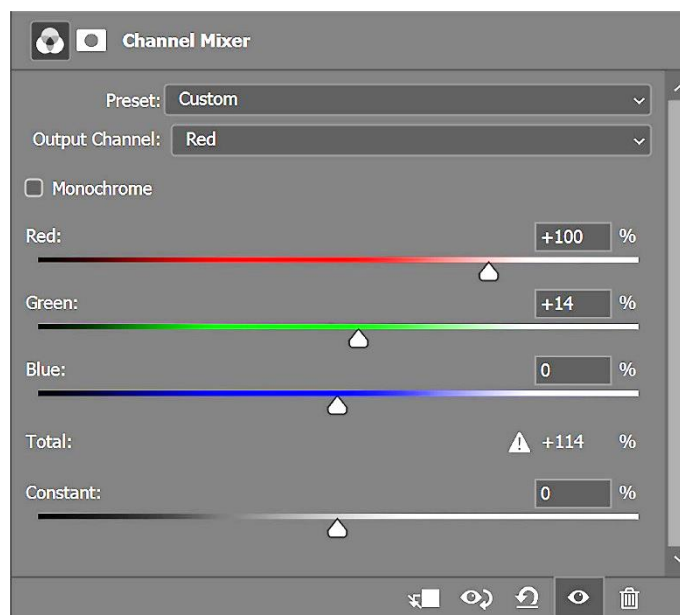 Channel Mixer
Preset: Custom
Output Channel: Red
Monochrome
Red: +100 %
Green: +14 %
Blue: 0 %
Total: +114 %
Constant: 0 %